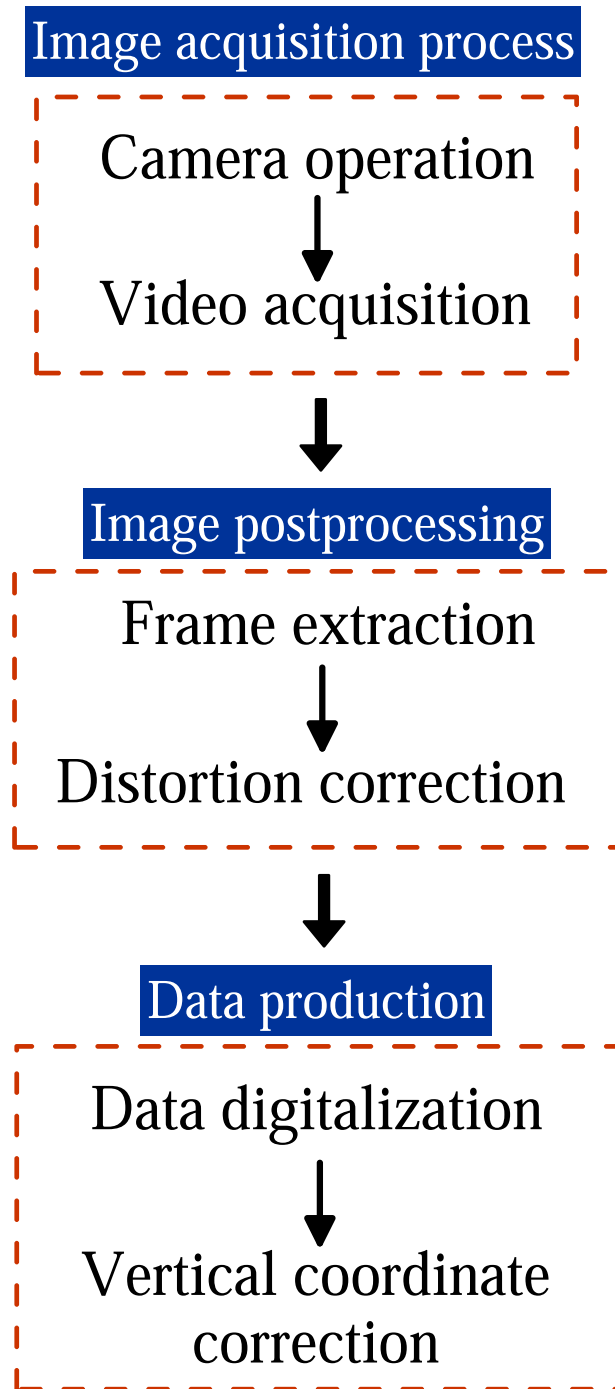 Image acquisition process
Camera operation
Video acquisition
Image postprocessing
Frame extraction
Distortion correction
Data production
Data digitalization
Vertical coordinate
correction